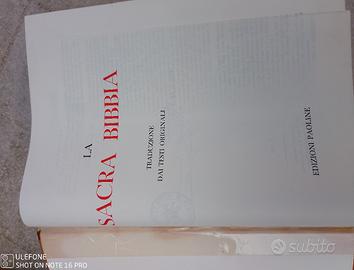 LA
SACRA BIBBIA
TRADUZIONE
DAI TESTI ORIGINALI
EDIZIONI PAOLINE
ULEFONE
SHOT ON NOTE 16 PRO
subito